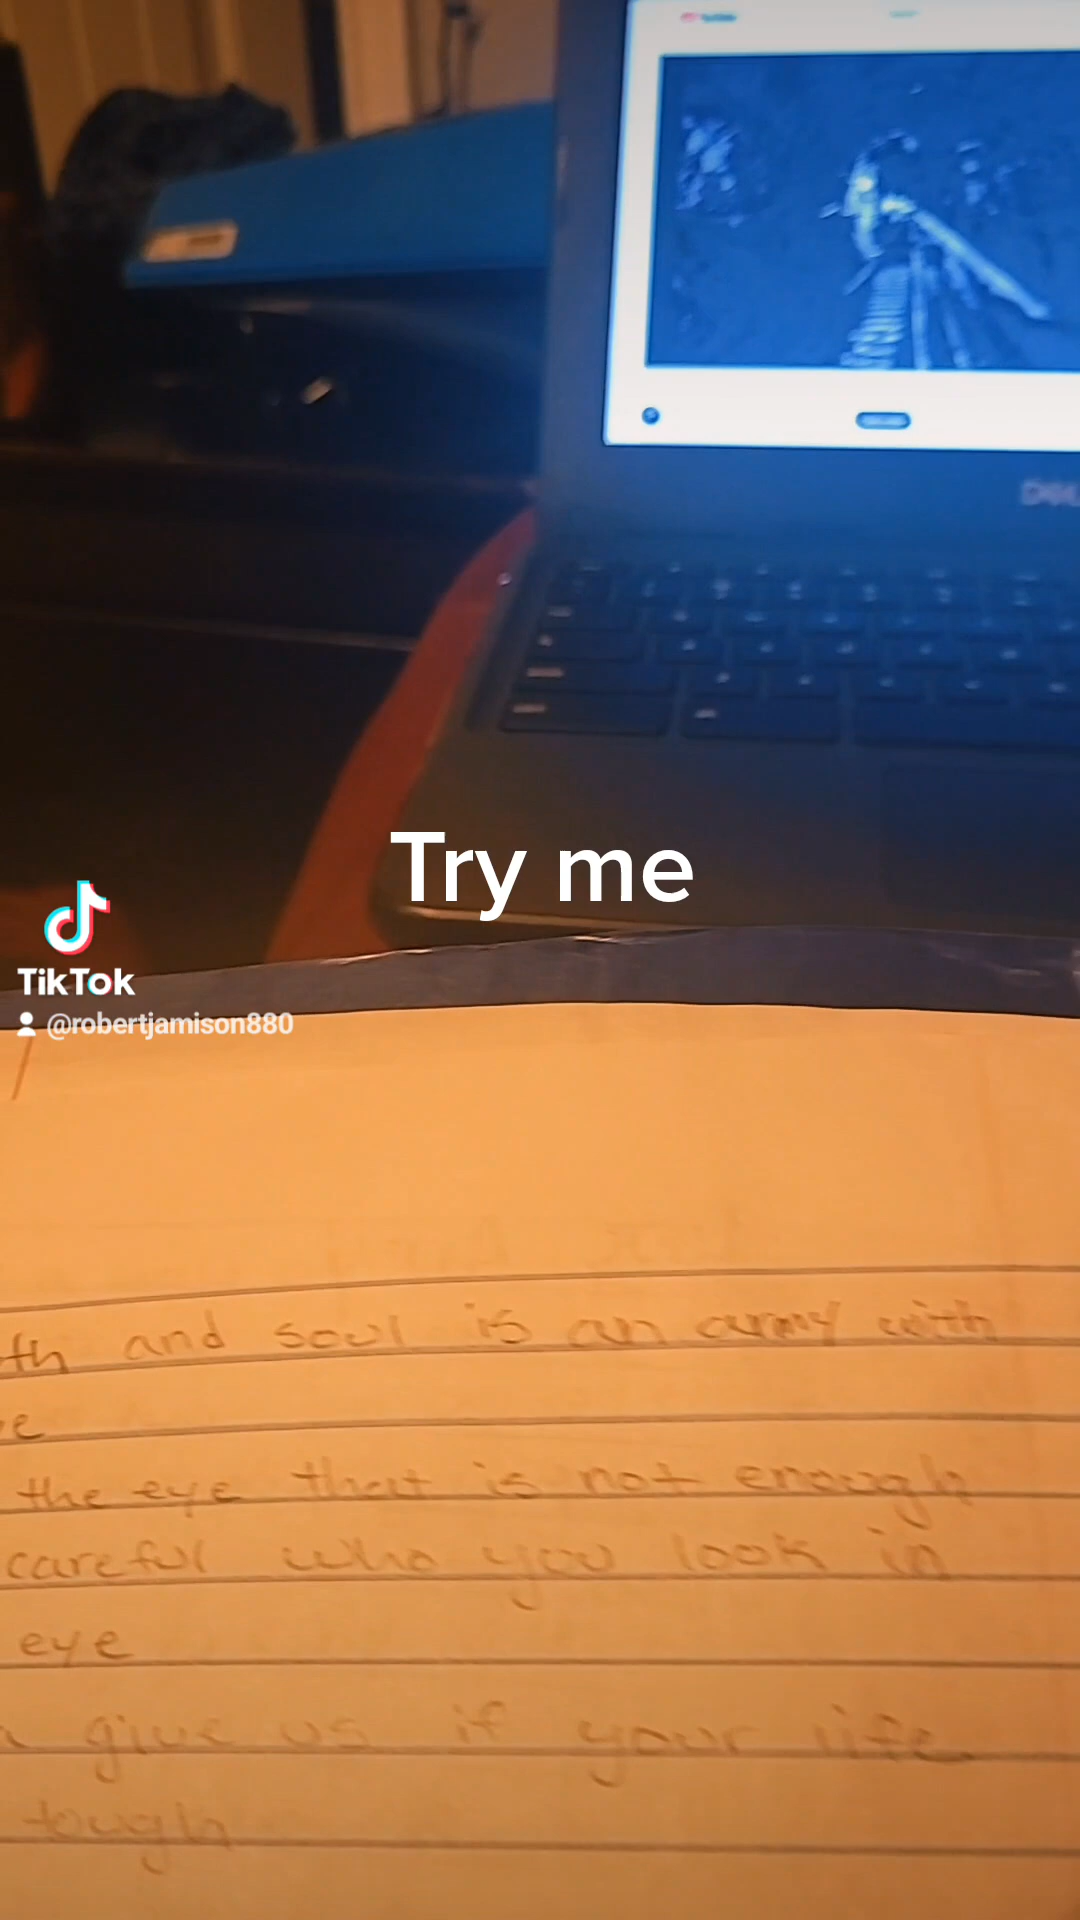 DELL
Try me
TikTok
@robertjamison880
th and soul is an army with
e
the eye that is not enough
careful who you look in
eye
give us if your life
tough